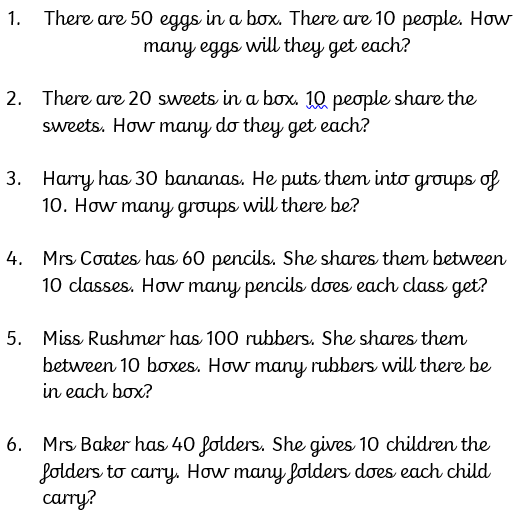 1. There are 50 eggs in a box. There are 10 people. How
many eggs will they get each?
2. There are 20 sweets in a box. 10 people share the
sweets. How many do they get each?
3. Harry has 30 bananas. He puts them into groups of
10. How many groups will there be?
4. Mrs Coates has 60 pencils. She shares them between
10 classes. How many pencils does each class get?
5. Miss Rushmer has 100 rubbers. She shares them
between 10 boxes. How many rubbers will there be
in each box?
6. Mrs Baker has 40 folders. She gives 10 children the
folders to carry. How many folders does each child
carry?